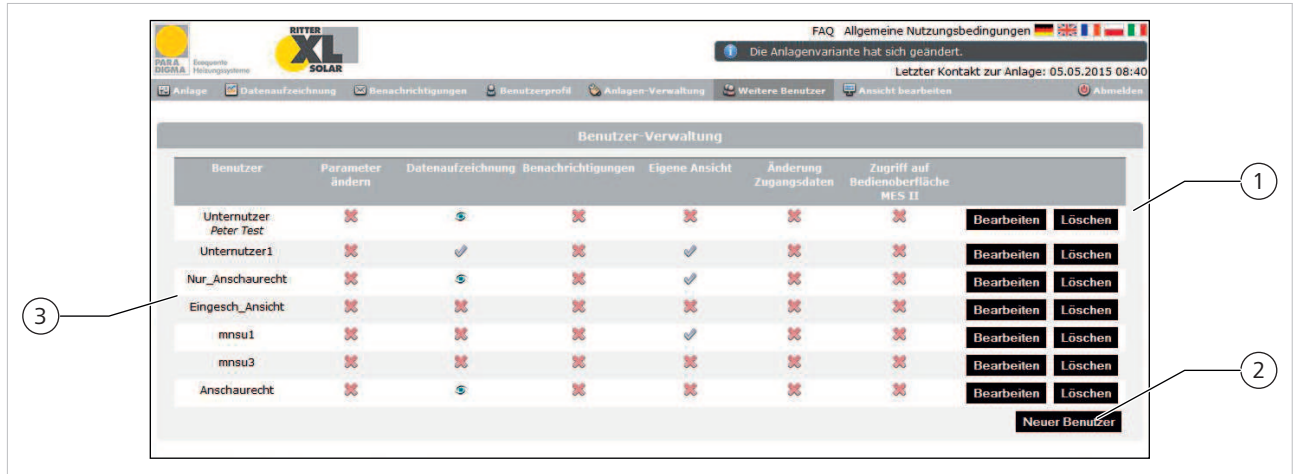 FAQ Allgemeine Nutzungsbedingungen
RITTER
XL
SOLAR
PARA
DIGMA
Heizungssysteme
Die Anlagenvariante hat sich geändert.
Letzter Kontakt zur Anlage: 05.05.2015 08:40
Anlage Datenaufzeichnung Benachrichtigungen Benutzerprofil Anlagen-Verwaltung Weitere Benutzer Ansicht bearbeiten Abmelden
Benutzer-Verwaltung
Benutzer Parameter ändern Datenaufzeichnung Benachrichtigungen Eigene Ansicht Änderung Zugangsdaten Zugriff auf Bedienoberfläche MES II
1
Unternutzer Bearbeiten Löschen
Peter Test
Unternutzer1 Bearbeiten Löschen
Nur_Anschaurecht Bearbeiten Löschen
3
Eingesch_Ansicht Bearbeiten Löschen
mnsu1 Bearbeiten Löschen
mnsu3 Bearbeiten Löschen
2
Anschaurecht Bearbeiten Löschen
Neuer Benutzer